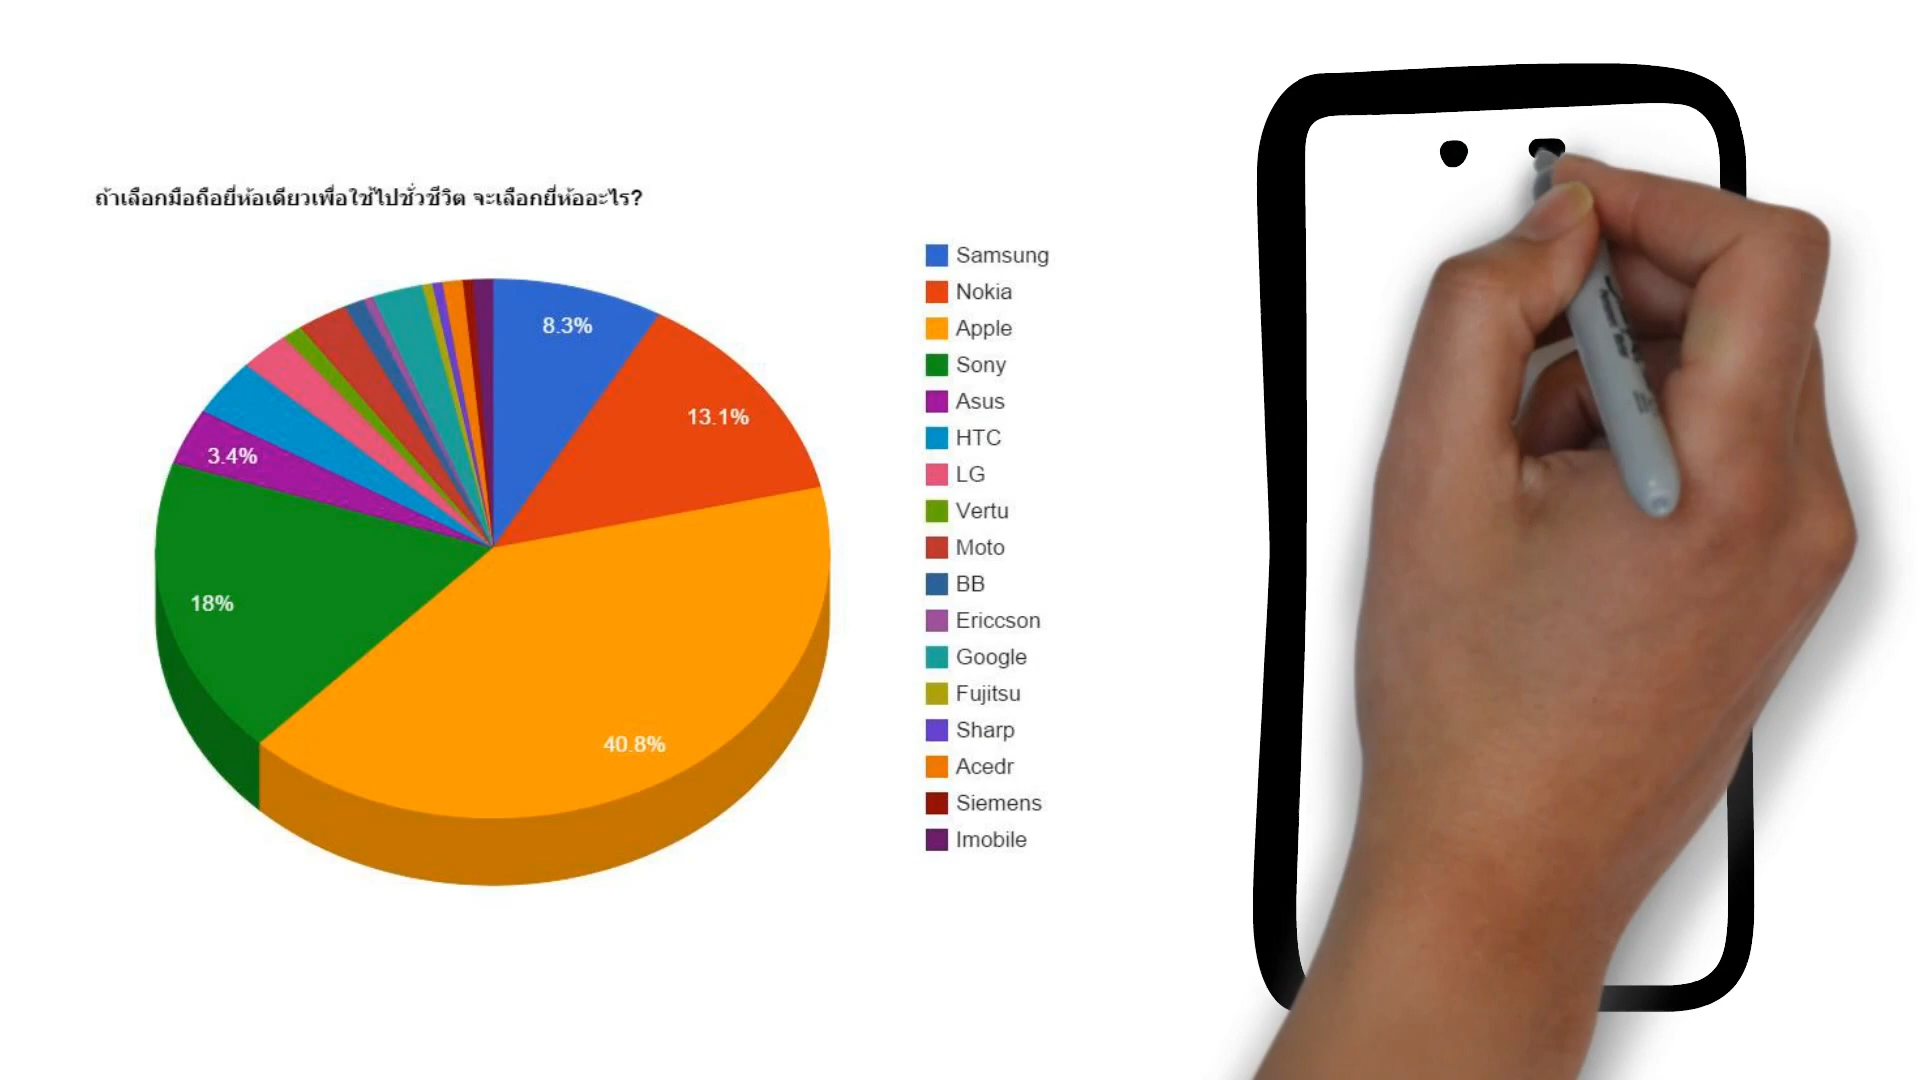 ถ้าเลือกมือถือยี่ห้อเดียวเพื่อใช้ไปชั่วชีวิต จะเลือกยี่ห้ออะไร?
Samsung
Nokia
Apple
Sony
Asus
HTC
LG
Vertu
Moto
BB
Ericcson
Google
Fujitsu
Sharp
Acedr
Siemens
Imobile
8.3%
13.1%
3.4%
18%
40.8%